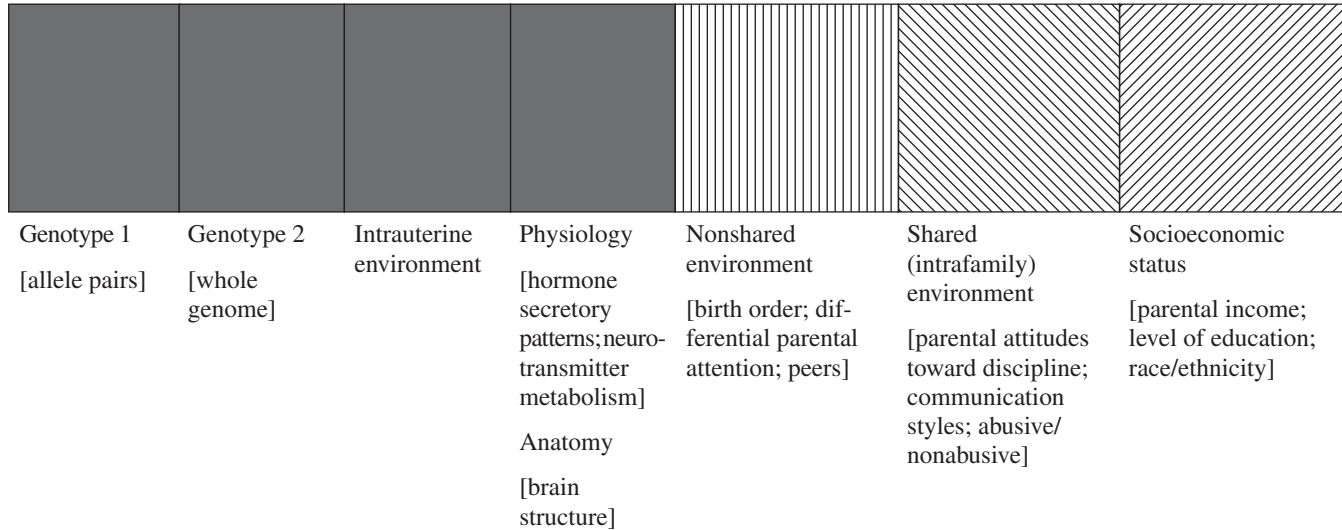 Genotype 1
[allele pairs]
Genotype 2
[whole
genome]
Intrauterine
environment
Physiology
[hormone
secretory
patterns; neuro-
transmitter
metabolism]
Anatomy
[brain
structure]
Nonshared
environment
[birth order; dif-
ferential parental
attention; peers]
Shared
(intrafamily)
environment
[parental attitudes
toward discipline;
communication
styles; abusive/
nonabusive]
Socioeconomic
status
[parental income;
level of education;
race/ethnicity]